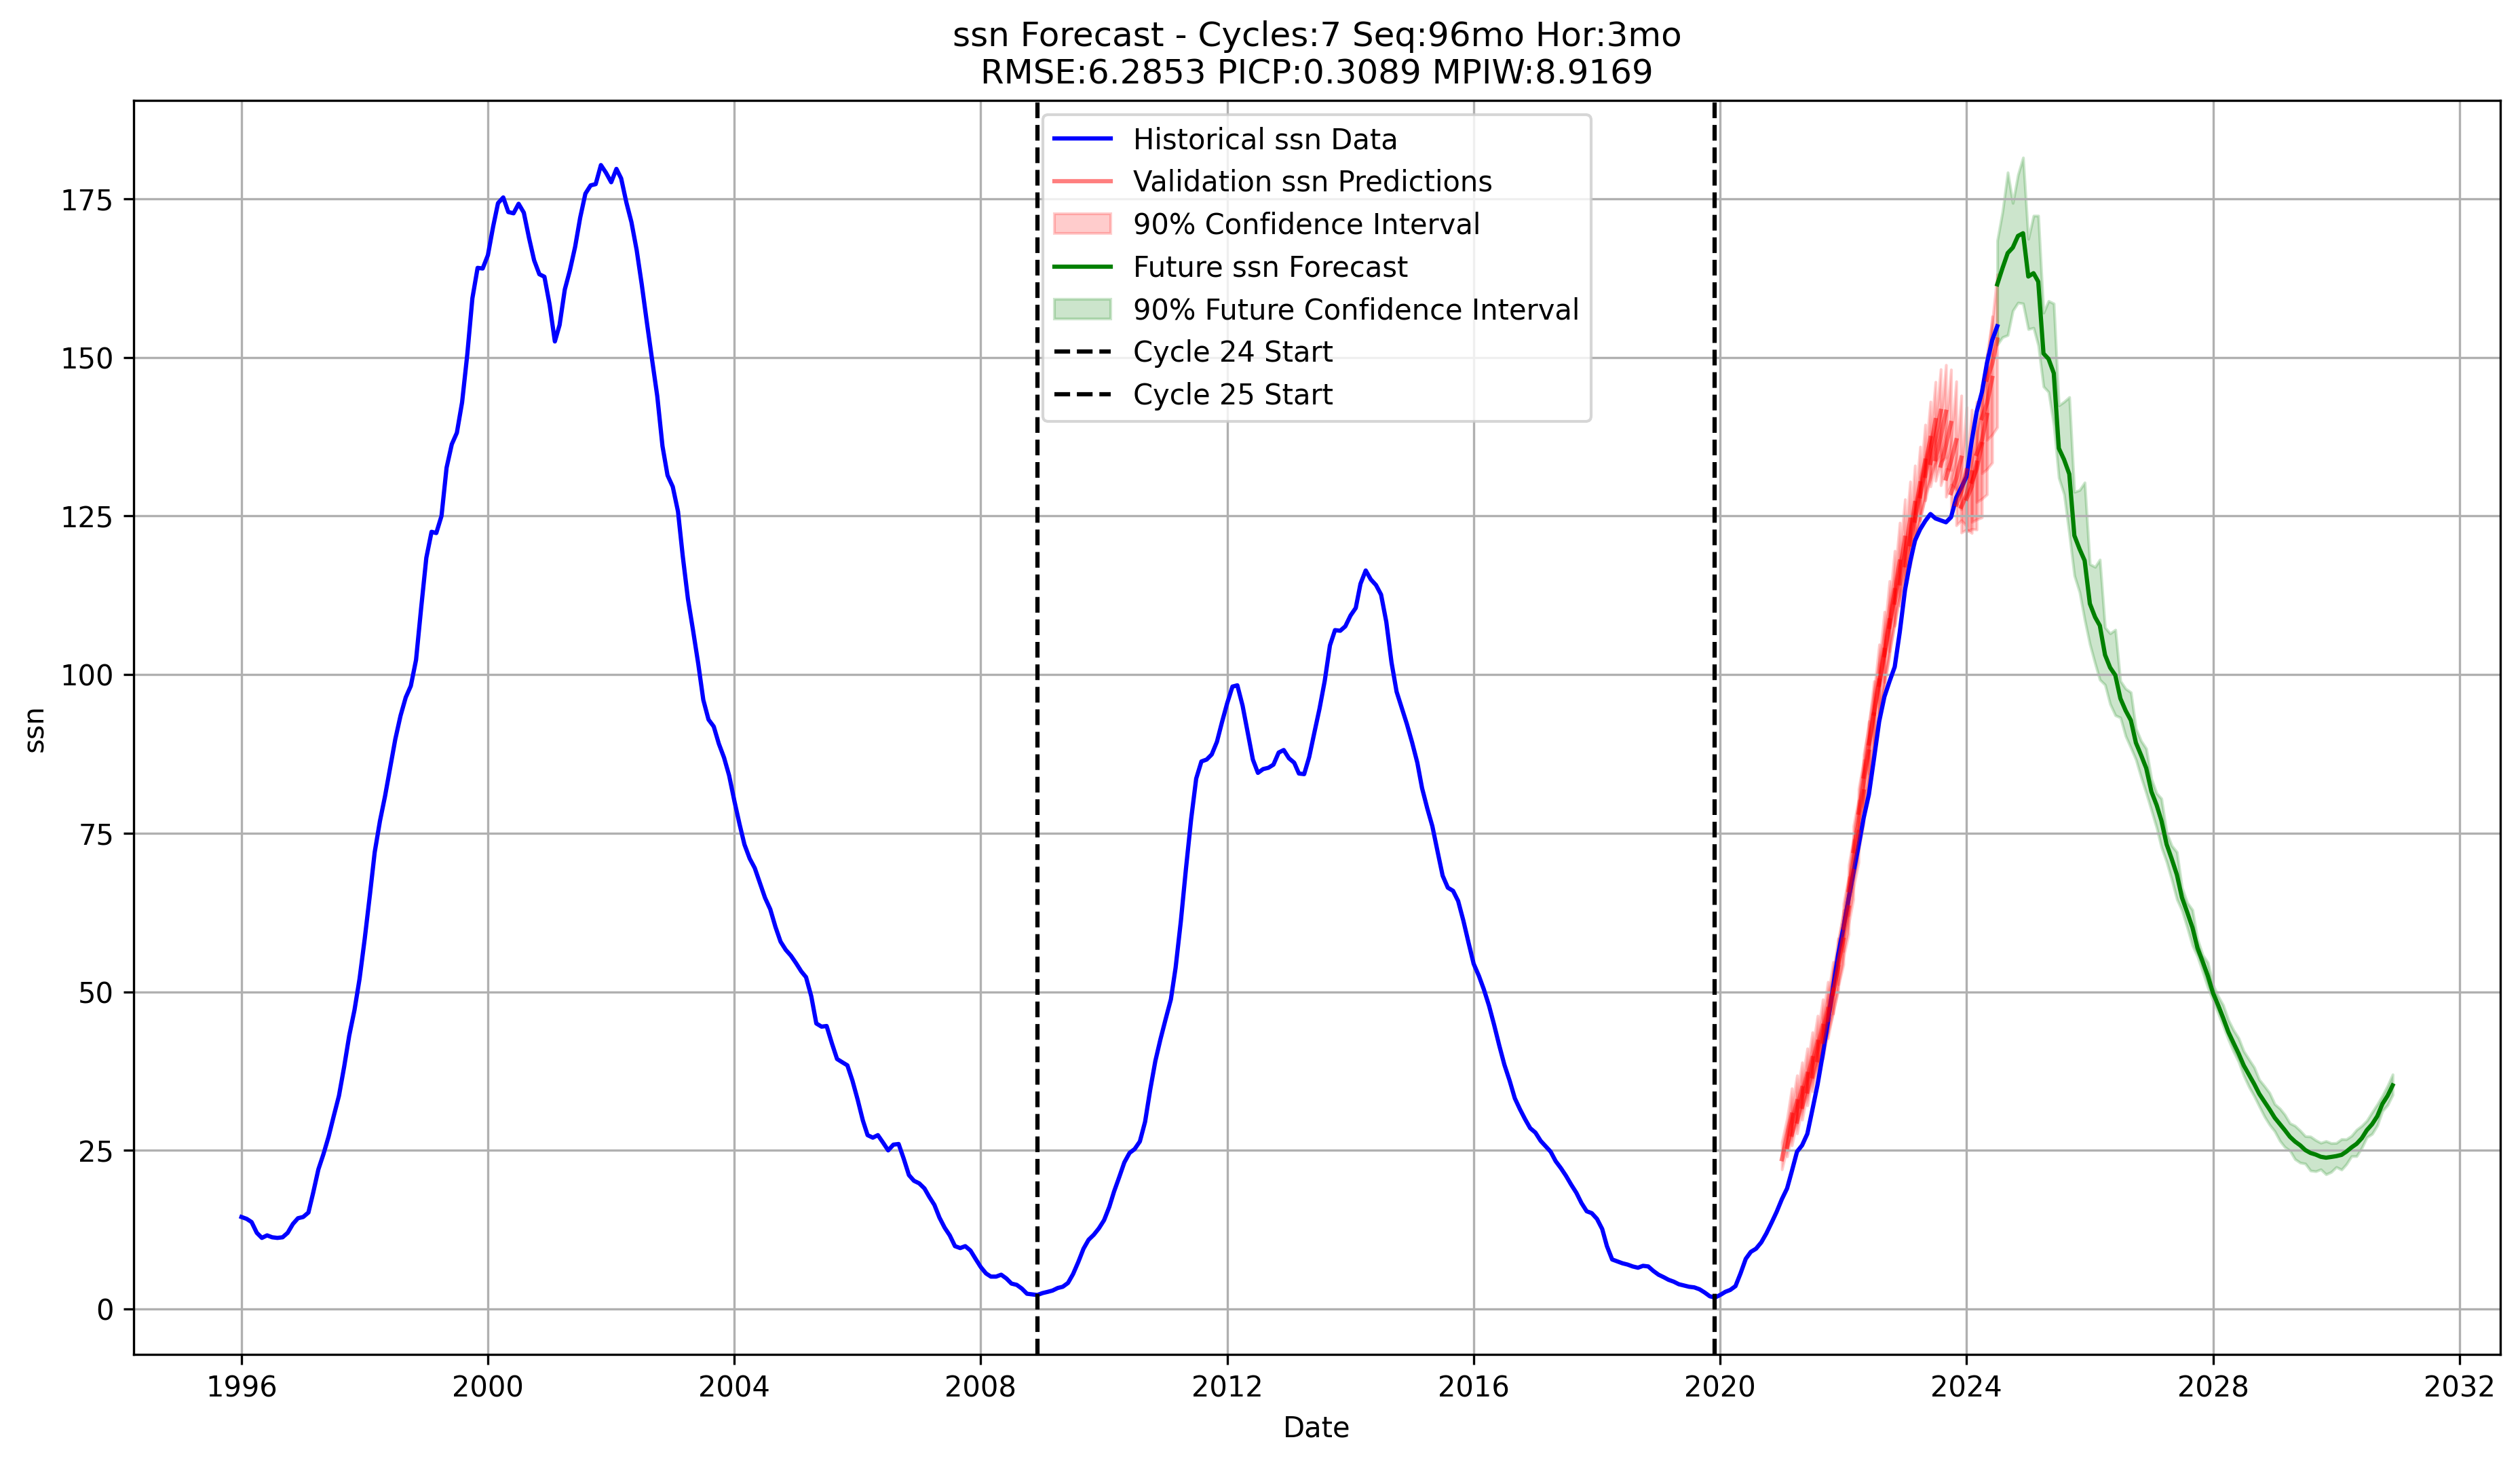 ssn Forecast - Cycles:7 Seq:96mo Hor:3mo
RMSE:6.2853 PICP:0.3089 MPIW:8.9169
Historical ssn Data
Validation ssn Predictions
90% Confidence Interval
Future ssn Forecast
90% Future Confidence Interval
Cycle 24 Start
Cycle 25 Start
175
150
125
100
75
50
25
0
ssn
1996 2000 2004 2008 2012 2016 2020 2024 2028 2032
Date